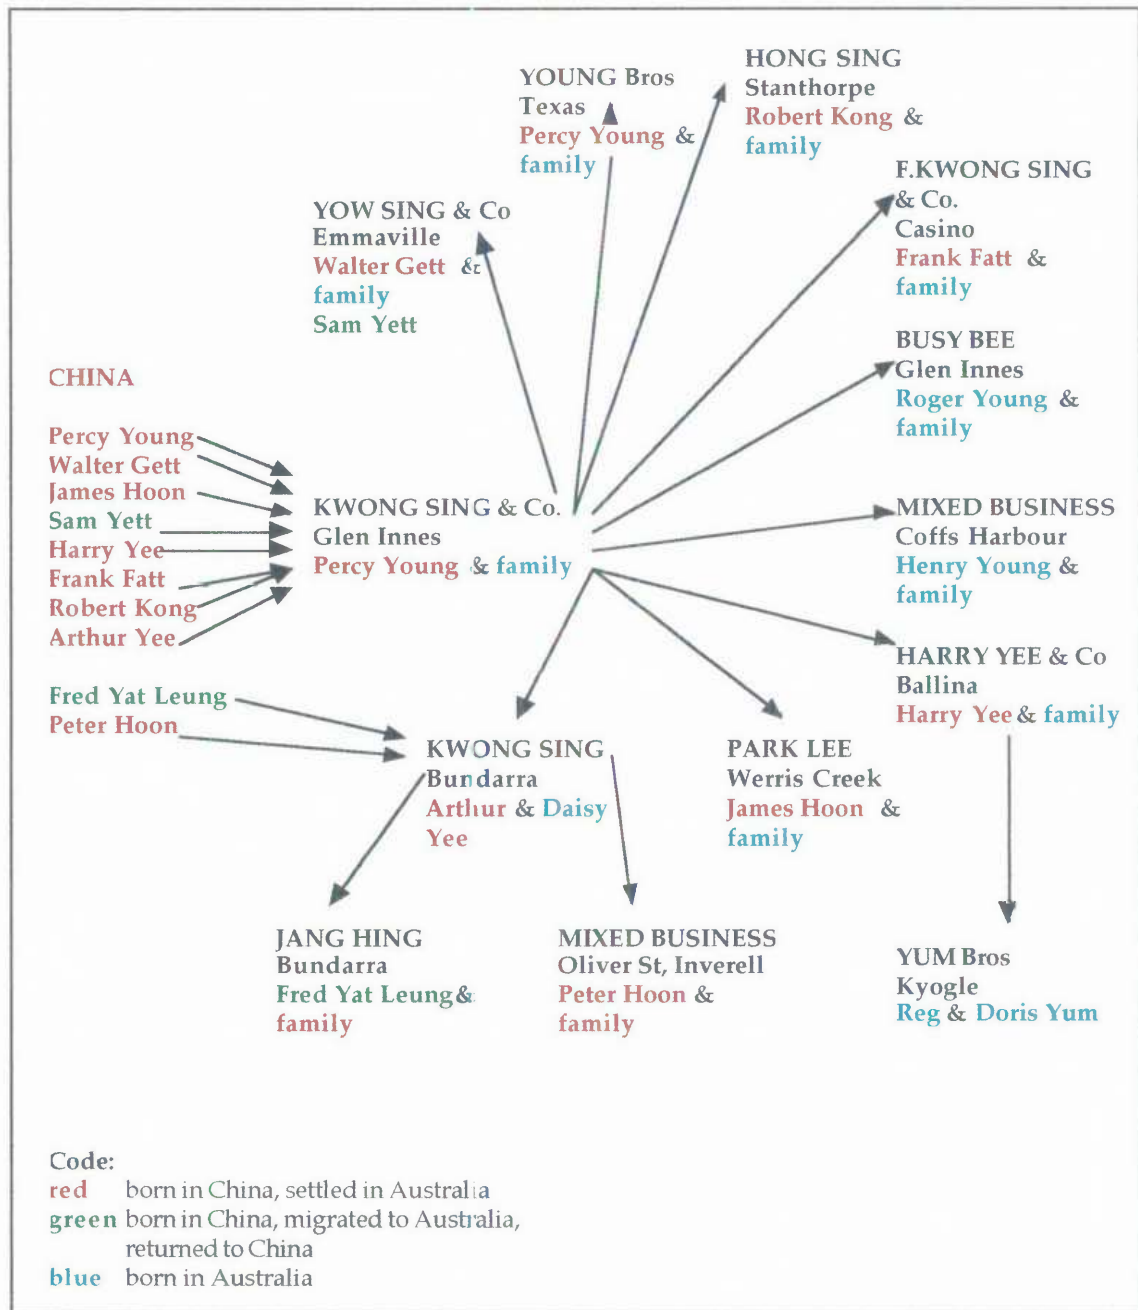 YOUNG Bros
Texas
Percy Young &
family
HONG SING
Stanthorpe
Robert Kong &
family
YOW SING & Co
Emmaville
Walter Gett &
family
Sam Yett
F.KWONG SING
& Co.
Casino
Frank Fatt &
family
BUSY BEE
Glen Innes
Roger Young &
family
CHINA
Percy Young
Walter Gett
James Hoon
Sam Yett
Harry Yee
Frank Fatt
Robert Kong
Arthur Yee
KWONG SING & Co.
Glen Innes
Percy Young & family
MIXED BUSINESS
Coffs Harbour
Henry Young &
family
HARRY YEE & Co
Ballina
Harry Yee & family
Fred Yat Leung
Peter Hoon
KWONG SING
Bundarra
Arthur & Daisy
Yee
PARK LEE
Werris Creek
James Hoon &
family
JANG HING
Bundarra
Fred Yat Leung &
family
MIXED BUSINESS
Oliver St, Inverell
Peter Hoon &
family
YUM Bros
Kyogle
Reg & Doris Yum
Code:
red born in China, settled in Australia
green born in China, migrated to Australia,
returned to China
blue born in Australia